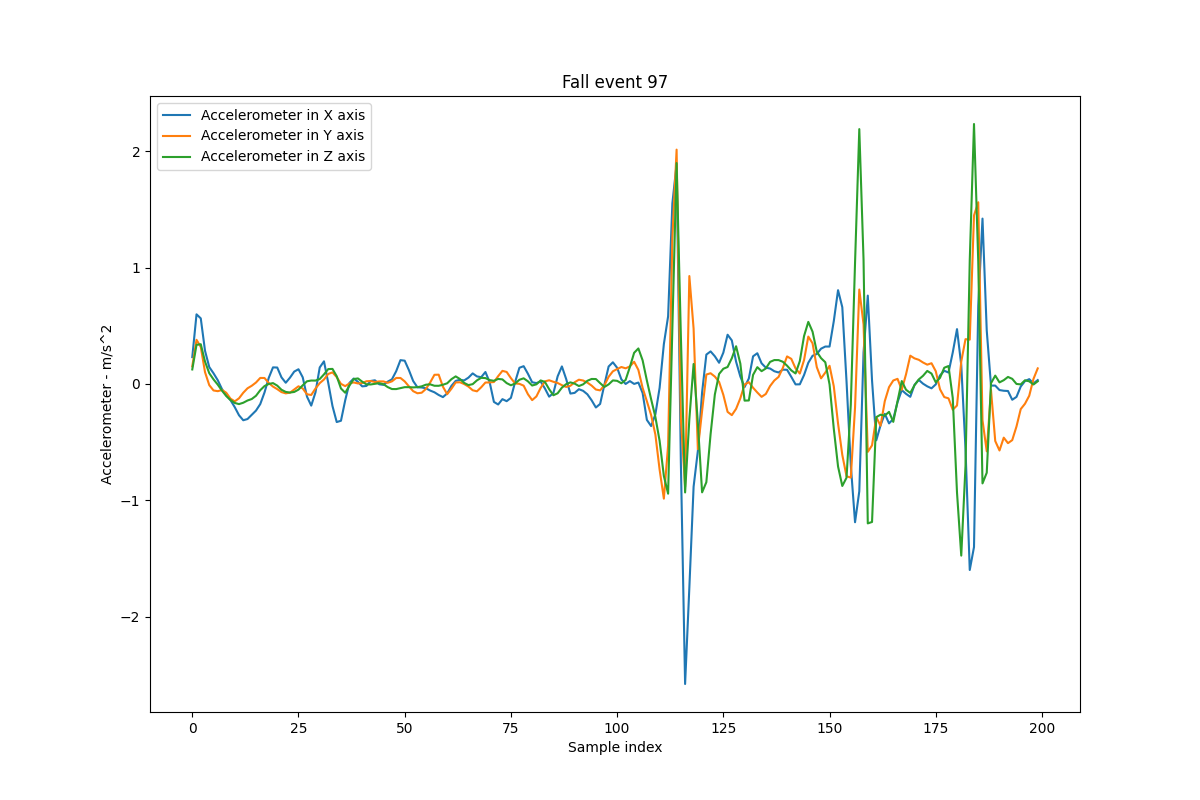 Fall event 97
Accelerometer in X axis
Accelerometer in Y axis
Accelerometer in Z axis
Accelerometer - m/s^2
2
1
0
−1
−2
0 25 50 75 100 125 150 175 200
Sample index